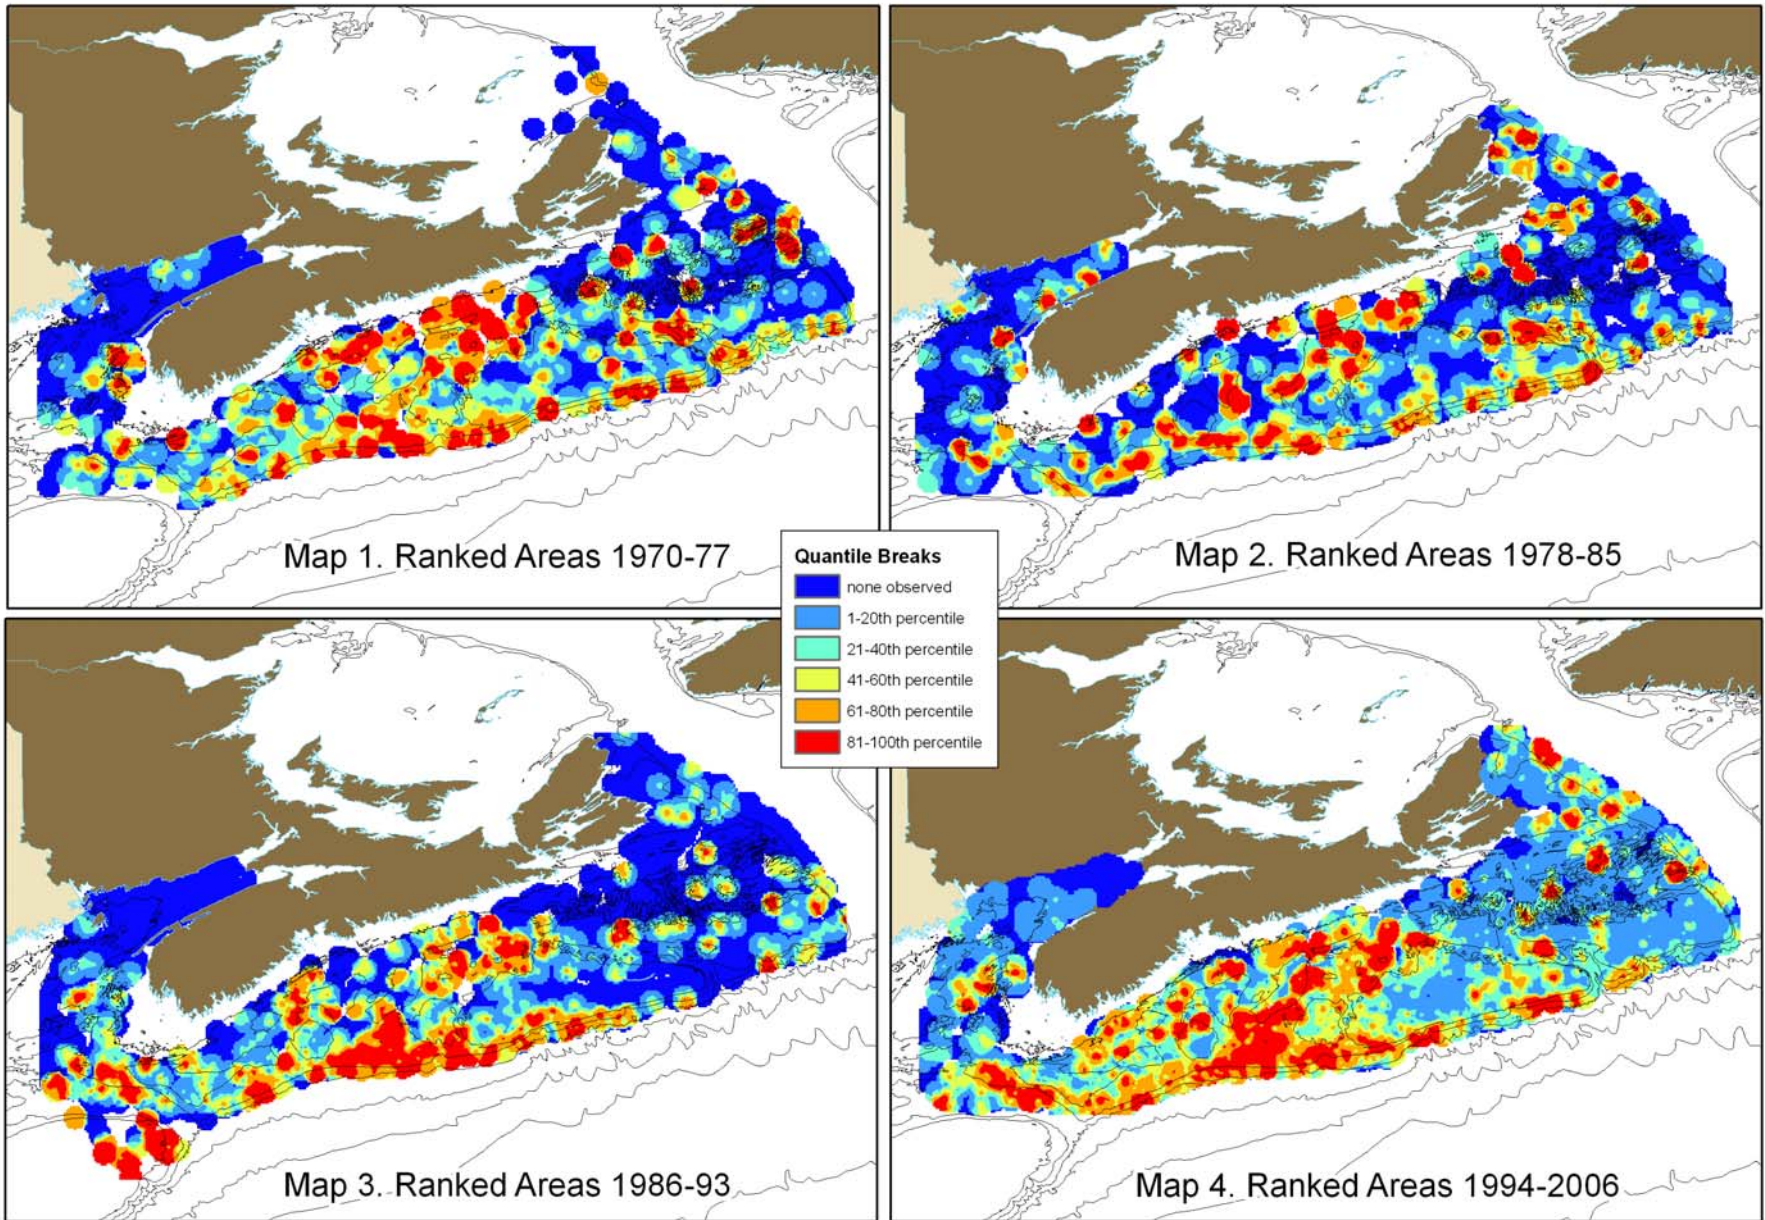 Map 1. Ranked Areas 1970-77
Map 2. Ranked Areas 1978-85
Quantile Breaks
none observed
1-20th percentile
21-40th percentile
41-60th percentile
61-80th percentile
81-100th percentile
Map 3. Ranked Areas 1986-93
Map 4. Ranked Areas 1994-2006